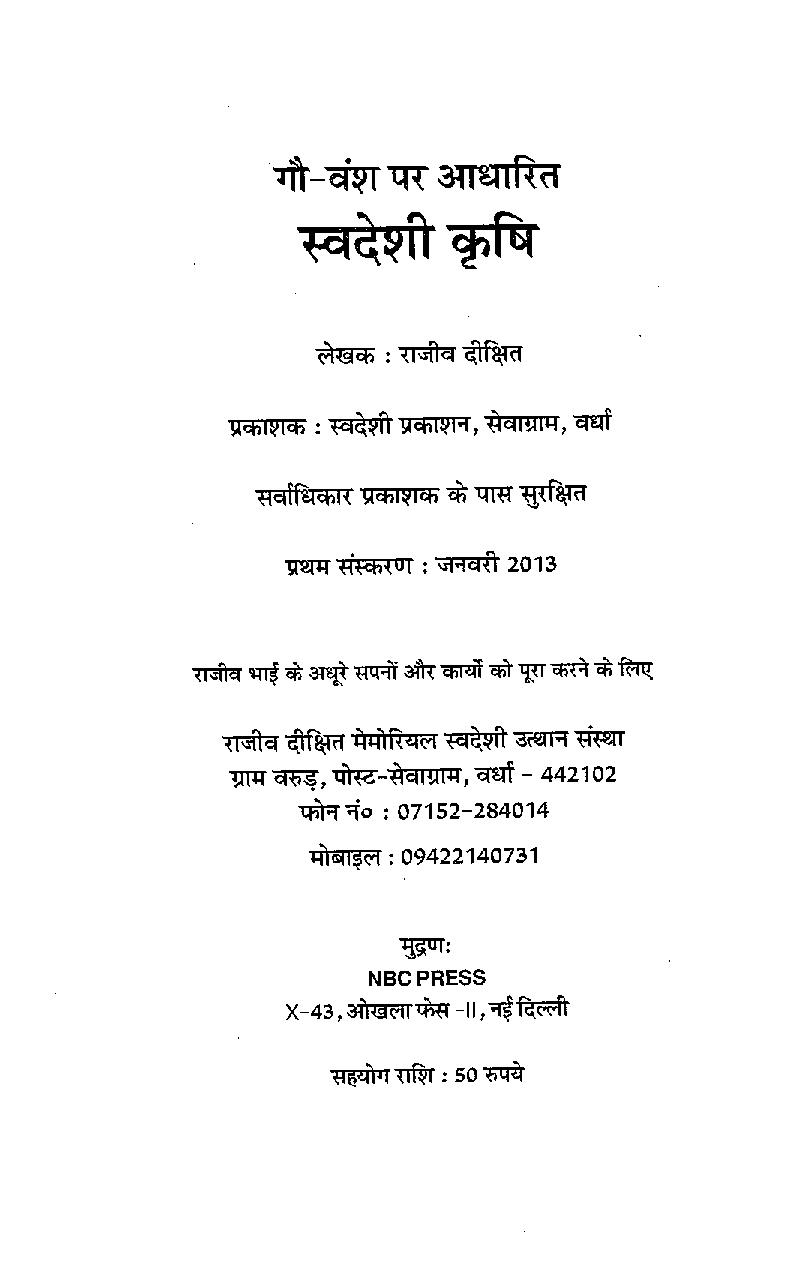 गौ-वंश पर आधारित
स्वदेशी कृषि
लेखक : राजीव दीक्षित
प्रकाशक : स्वदेशी प्रकाशन, सेवाग्राम, वर्धा
सर्वाधिकार प्रकाशक के पास सुरक्षित
प्रथम संस्करण : जनवरी 2013
राजीव भाई के अधूरे सपनों और कार्यों को पूरा करने के लिए
राजीव दीक्षित मेमोरियल स्वदेशी उत्थान संस्था
ग्राम वरुड़, पोस्ट-सेवाग्राम, वर्धा - 442102
फोन नं० : 07152-284014
मोबाइल : 09422140731
मुद्रण:
NBC PRESS
X-43, ओखला फेस -II, नई दिल्ली
सहयोग राशि : 50 रुपये